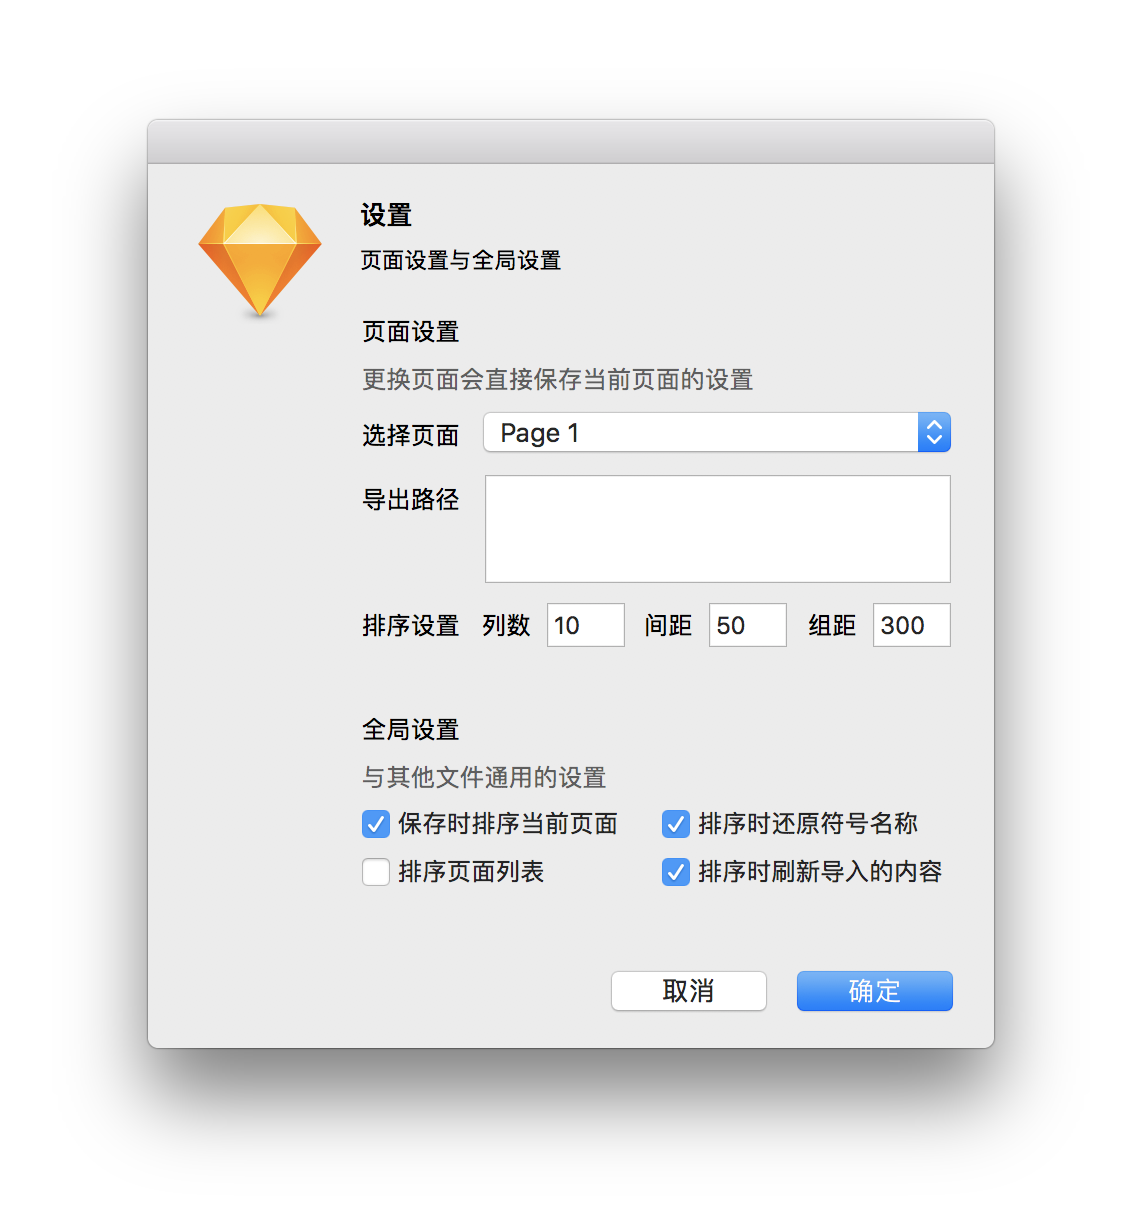 设置
页面设置与全局设置
页面设置
更换页面会直接保存当前页面的设置
选择页面 Page 1
导出路径
排序设置 列数 10 间距 50 组距 300
全局设置
与其他文件通用的设置
保存时排序当前页面 排序时还原符号名称
排序页面列表 排序时刷新导入的内容
取消 确定